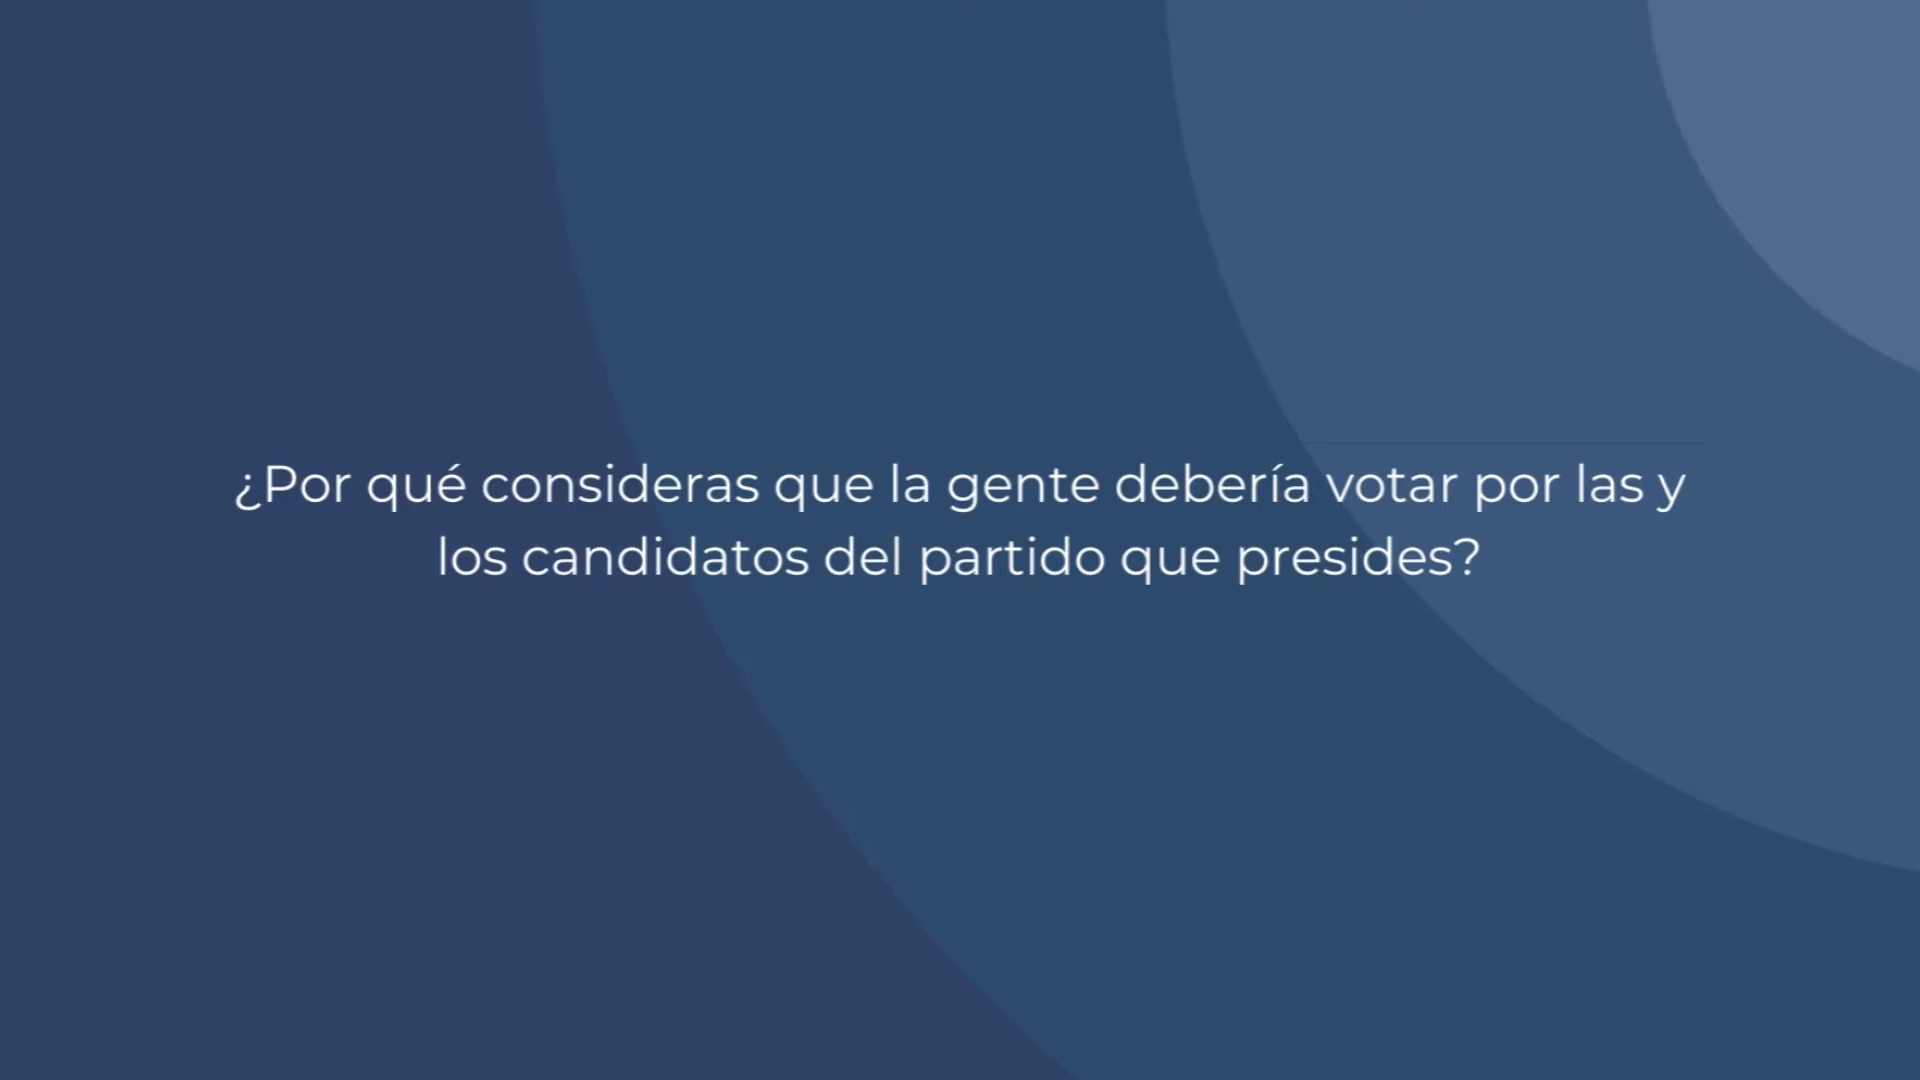 ¿Por qué consideras que la gente debería votar por las y
los candidatos del partido que presides?